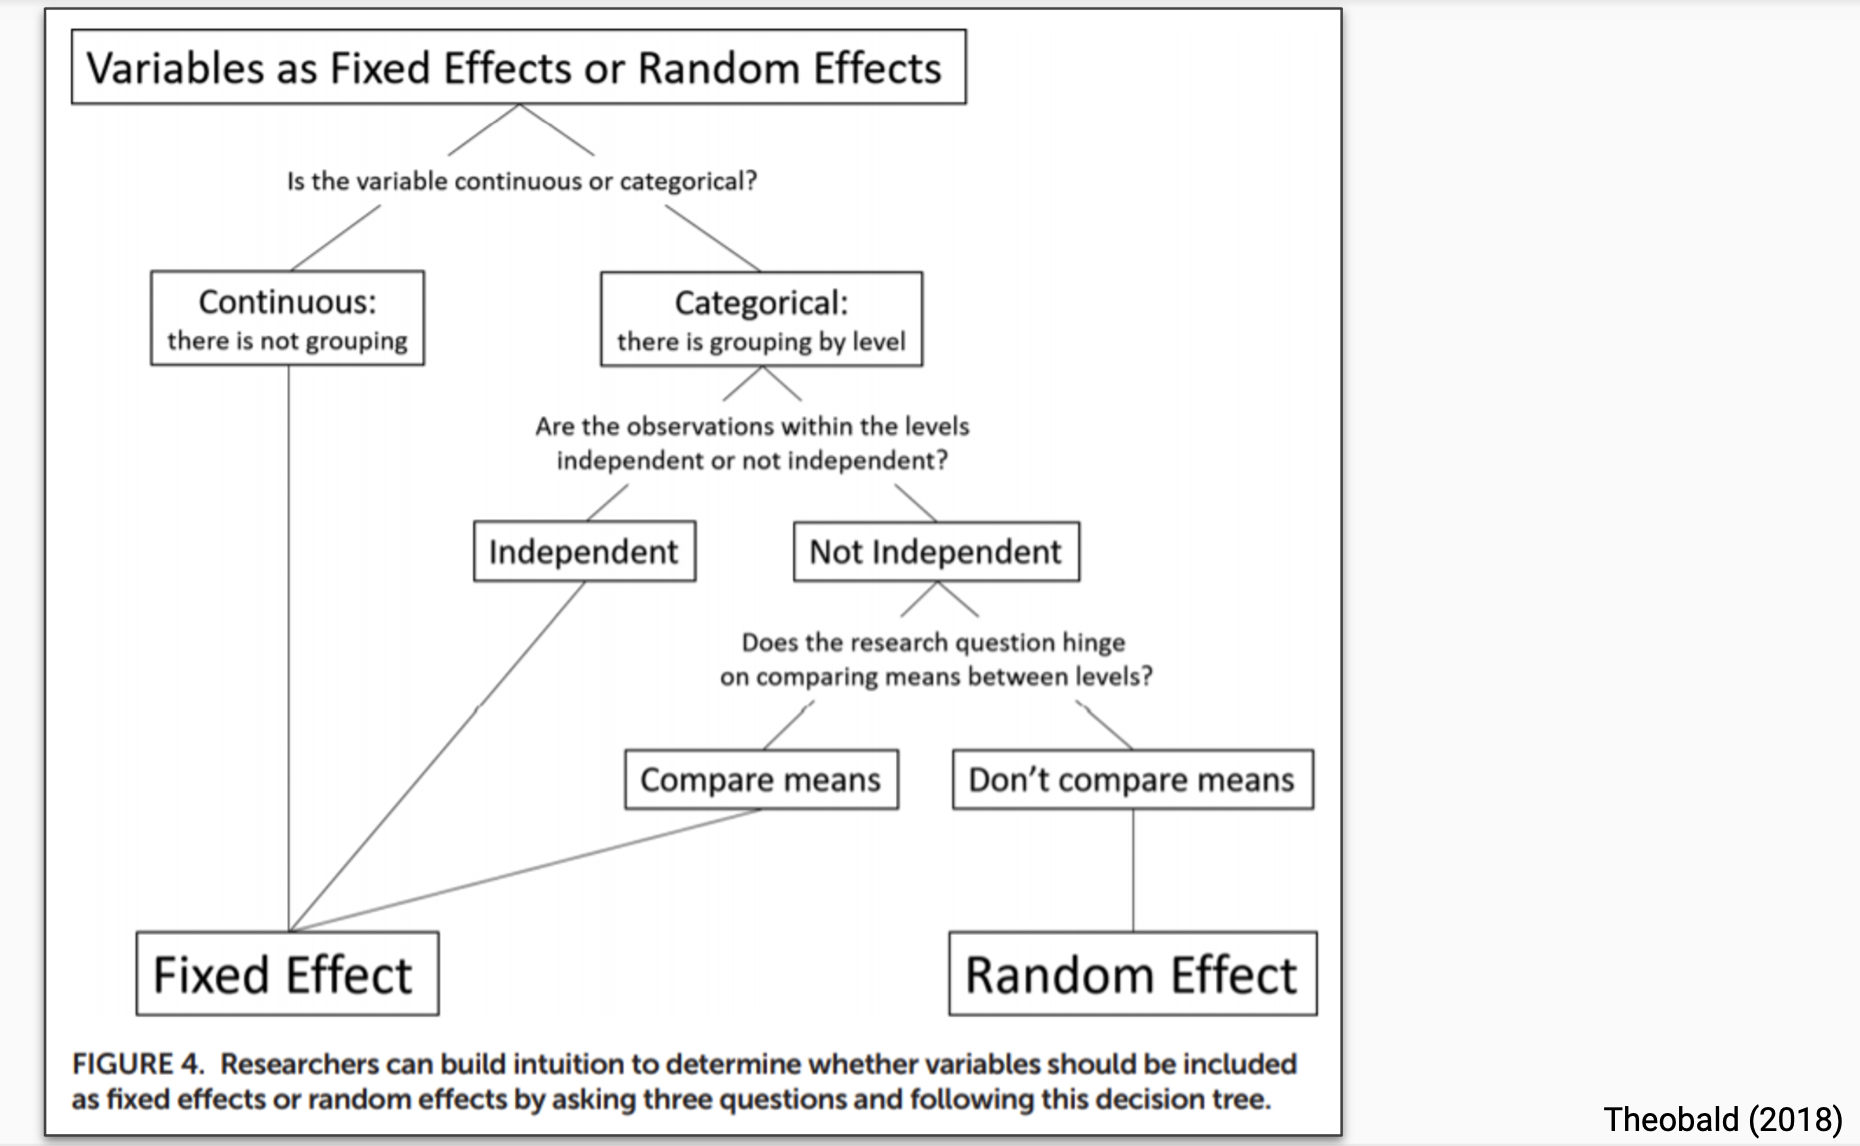 Variables as Fixed Effects or Random Effects
Is the variable continuous or categorical?
Continuous:
there is not grouping
Categorical:
there is grouping by level
Are the observations within the levels
independent or not independent?
Independent
Not Independent
Does the research question hinge
on comparing means between levels?
Compare means
Don't compare means
Fixed Effect
Random Effect
FIGURE 4. Researchers can build intuition to determine whether variables should be included
as fixed effects or random effects by asking three questions and following this decision tree.
Theobald (2018)